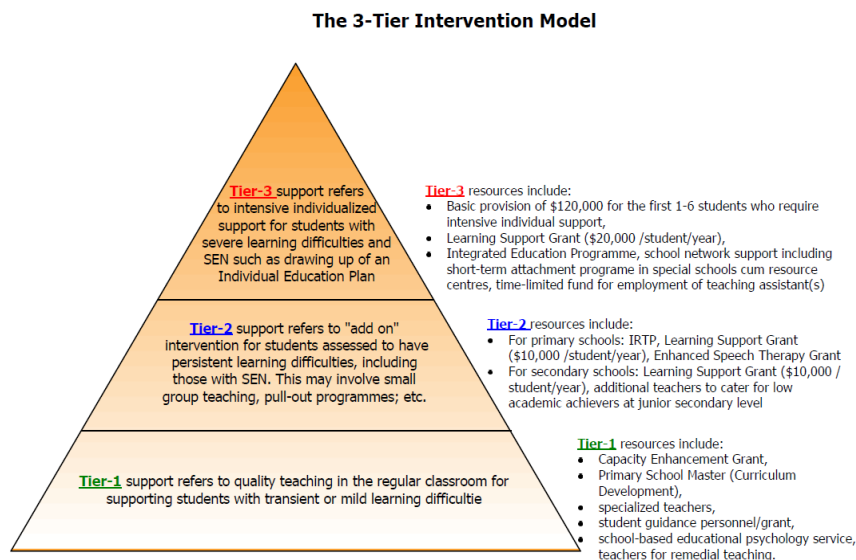 The 3-Tier Intervention Model
Tier-3 support refers
to intensive individualized
support for students with
severe learning difficulties and
SEN such as drawing up of an
Individual Education Plan
Tier-3 resources include:
• Basic provision of $120,000 for the first 1-6 students who require
intensive individual support,
• Learning Support Grant ($20,000 /student/year),
• Integrated Education Programme, school network support including
short-term attachment programe in special schools cum resource
centres, time-limited fund for employment of teaching assistant(s)
Tier-2 support refers to "add on"
intervention for students assessed to have
persistent learning difficulties, including
those with SEN. This may involve small
group teaching, pull-out programmes; etc.
Tier-2 resources include:
• For primary schools: IRTP, Learning Support Grant
($10,000 /student/year), Enhanced Speech Therapy Grant
• For secondary schools: Learning Support Grant ($10,000 /
student/year), additional teachers to cater for low
academic achievers at junior secondary level
Tier-1 support refers to quality teaching in the regular classroom for
supporting students with transient or mild learning difficultie
Tier-1 resources include:
• Capacity Enhancement Grant,
• Primary School Master (Curriculum
Development),
• specialized teachers,
• student guidance personnel/grant,
• school-based educational psychology service,
teachers for remedial teaching.